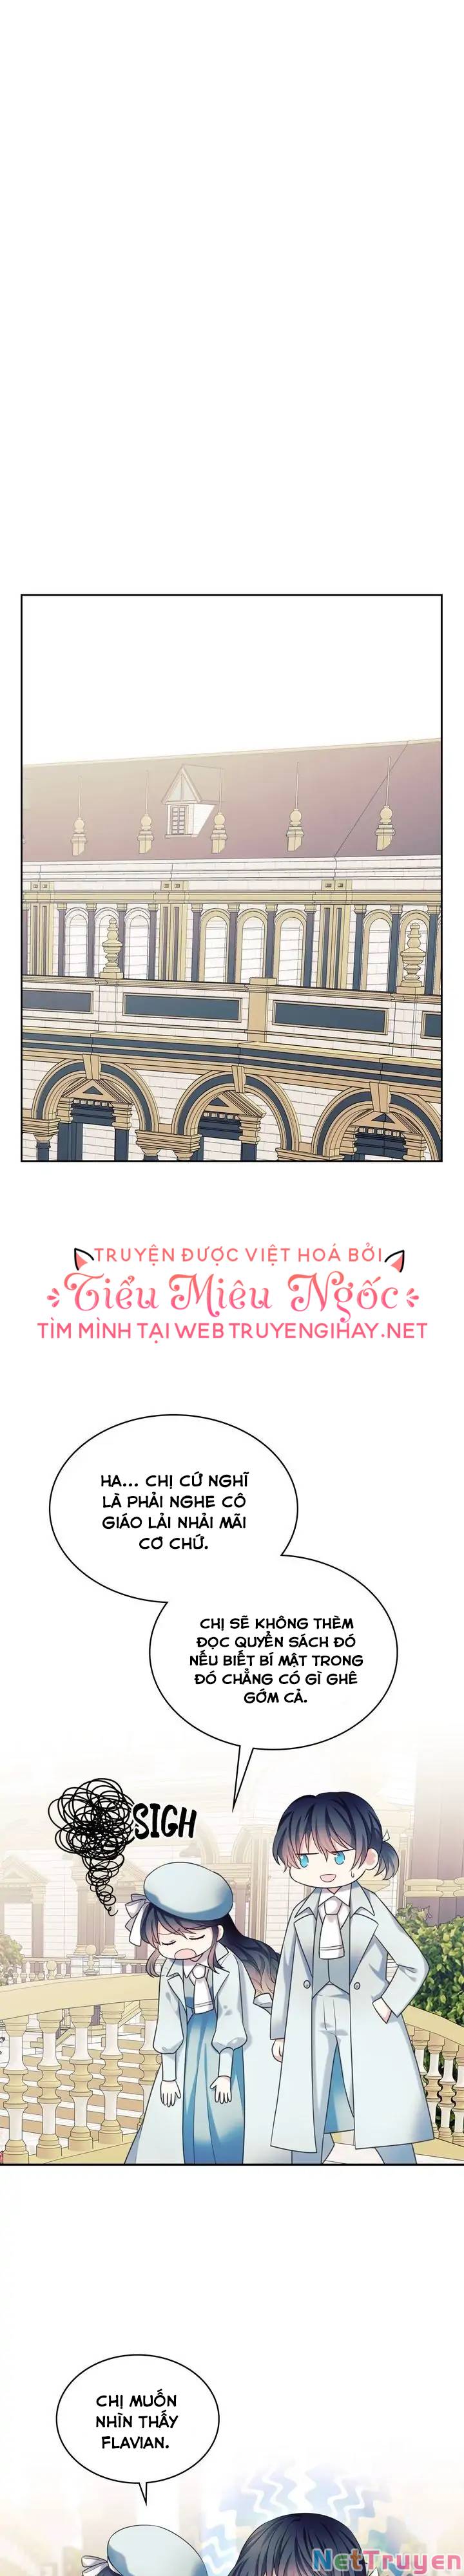 TRUYỆN ĐƯỢC VIỆT HOÁ BỞI
Tiểu Miêu Ngốc
TÌM MÌNH TẠI WEB TRUYENGIHAY.NET
HA... CHỊ CỨ NGHĨ
LÀ PHẢI NGHE CÔ
GIÁO LẢI NHẢI MÃI
CƠ CHỨ.
CHỊ SẼ KHÔNG THÈM
ĐỌC QUYỂN SÁCH ĐÓ
NẾU BIẾT BÍ MẬT TRONG
ĐÓ CHẲNG CÓ GÌ GHÊ
GỚM CẢ.
SIGH
CHỊ MUỐN
NHÌN THẤY
FLAVIAN.
NetTruyen